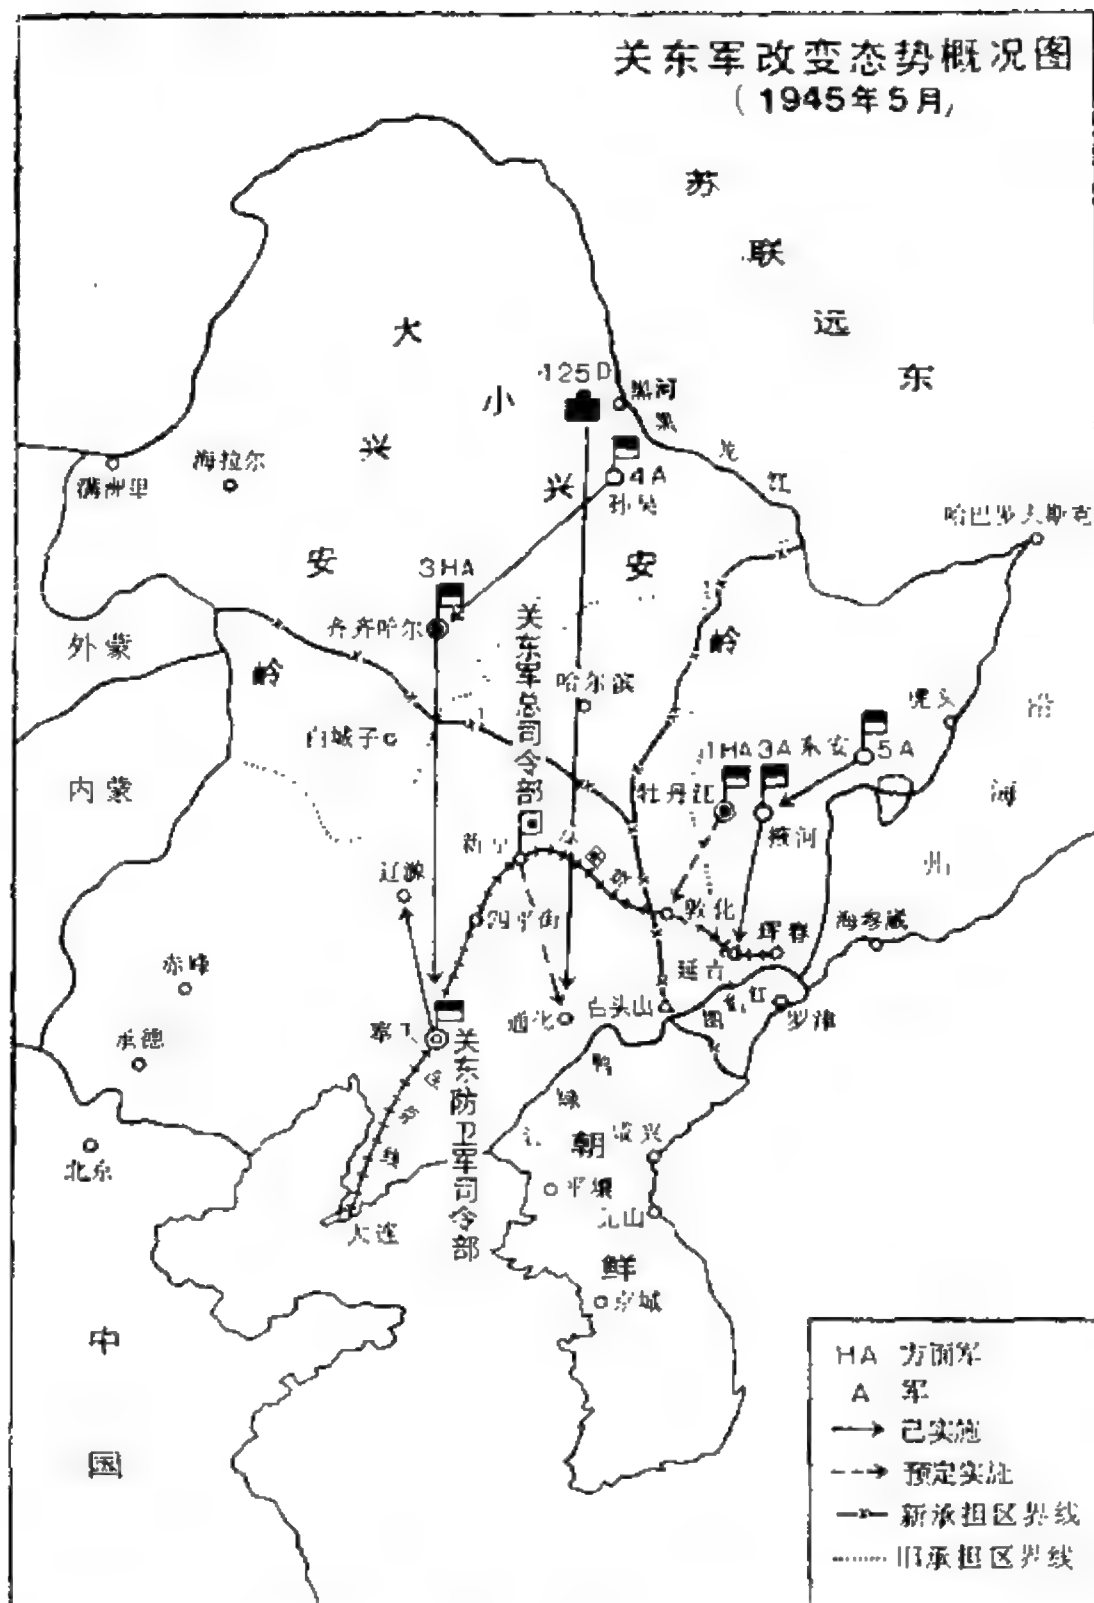 关东军改变态势概况图
(1945年5月)
苏联远东
大兴安岭
小兴安岭
125D
黑河
黑龙江
4A
孙吴
满洲里
海拉尔
哈巴罗夫斯克
3HA
齐齐哈尔
外蒙
关东军总司令部
哈尔滨
白城子
虎头
沿海州
内蒙
1HA
3A
东安
5A
牡丹江
掖河
新京
辽源
四平街
敦化
珲春
海参崴
延吉
赤峰
承德
通化
白头山
图们江
罗津
奉天
关东防卫军司令部
鸭绿江
朝鲜
咸兴
平壤
元山
京城
北京
大连
中国
HA 方面军
A 军
已实施
预定实施
新承担区界线
旧承担区界线